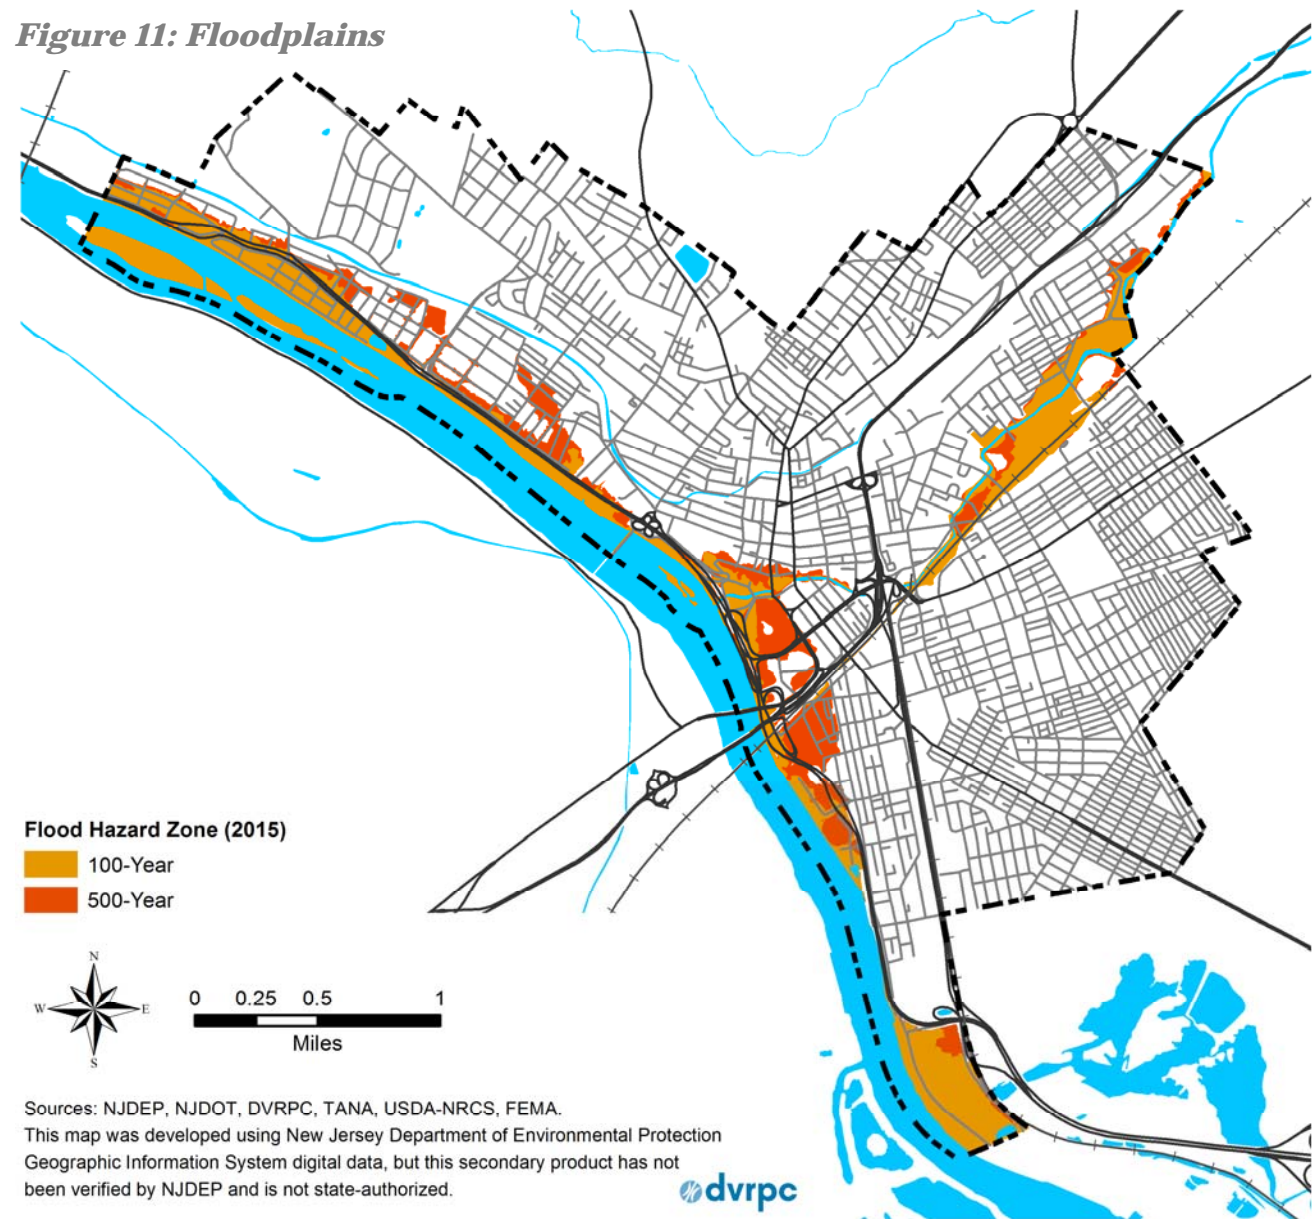 Figure 11: Floodplains
Flood Hazard Zone (2015)
100-Year
500-Year
N
W E
S
0 0.25 0.5 1
Miles
Sources: NJDEP, NJDOT, DVRPC, TANA, USDA-NRCS, FEMA.
This map was developed using New Jersey Department of Environmental Protection
Geographic Information System digital data, but this secondary product has not
been verified by NJDEP and is not state-authorized.
dvrpc